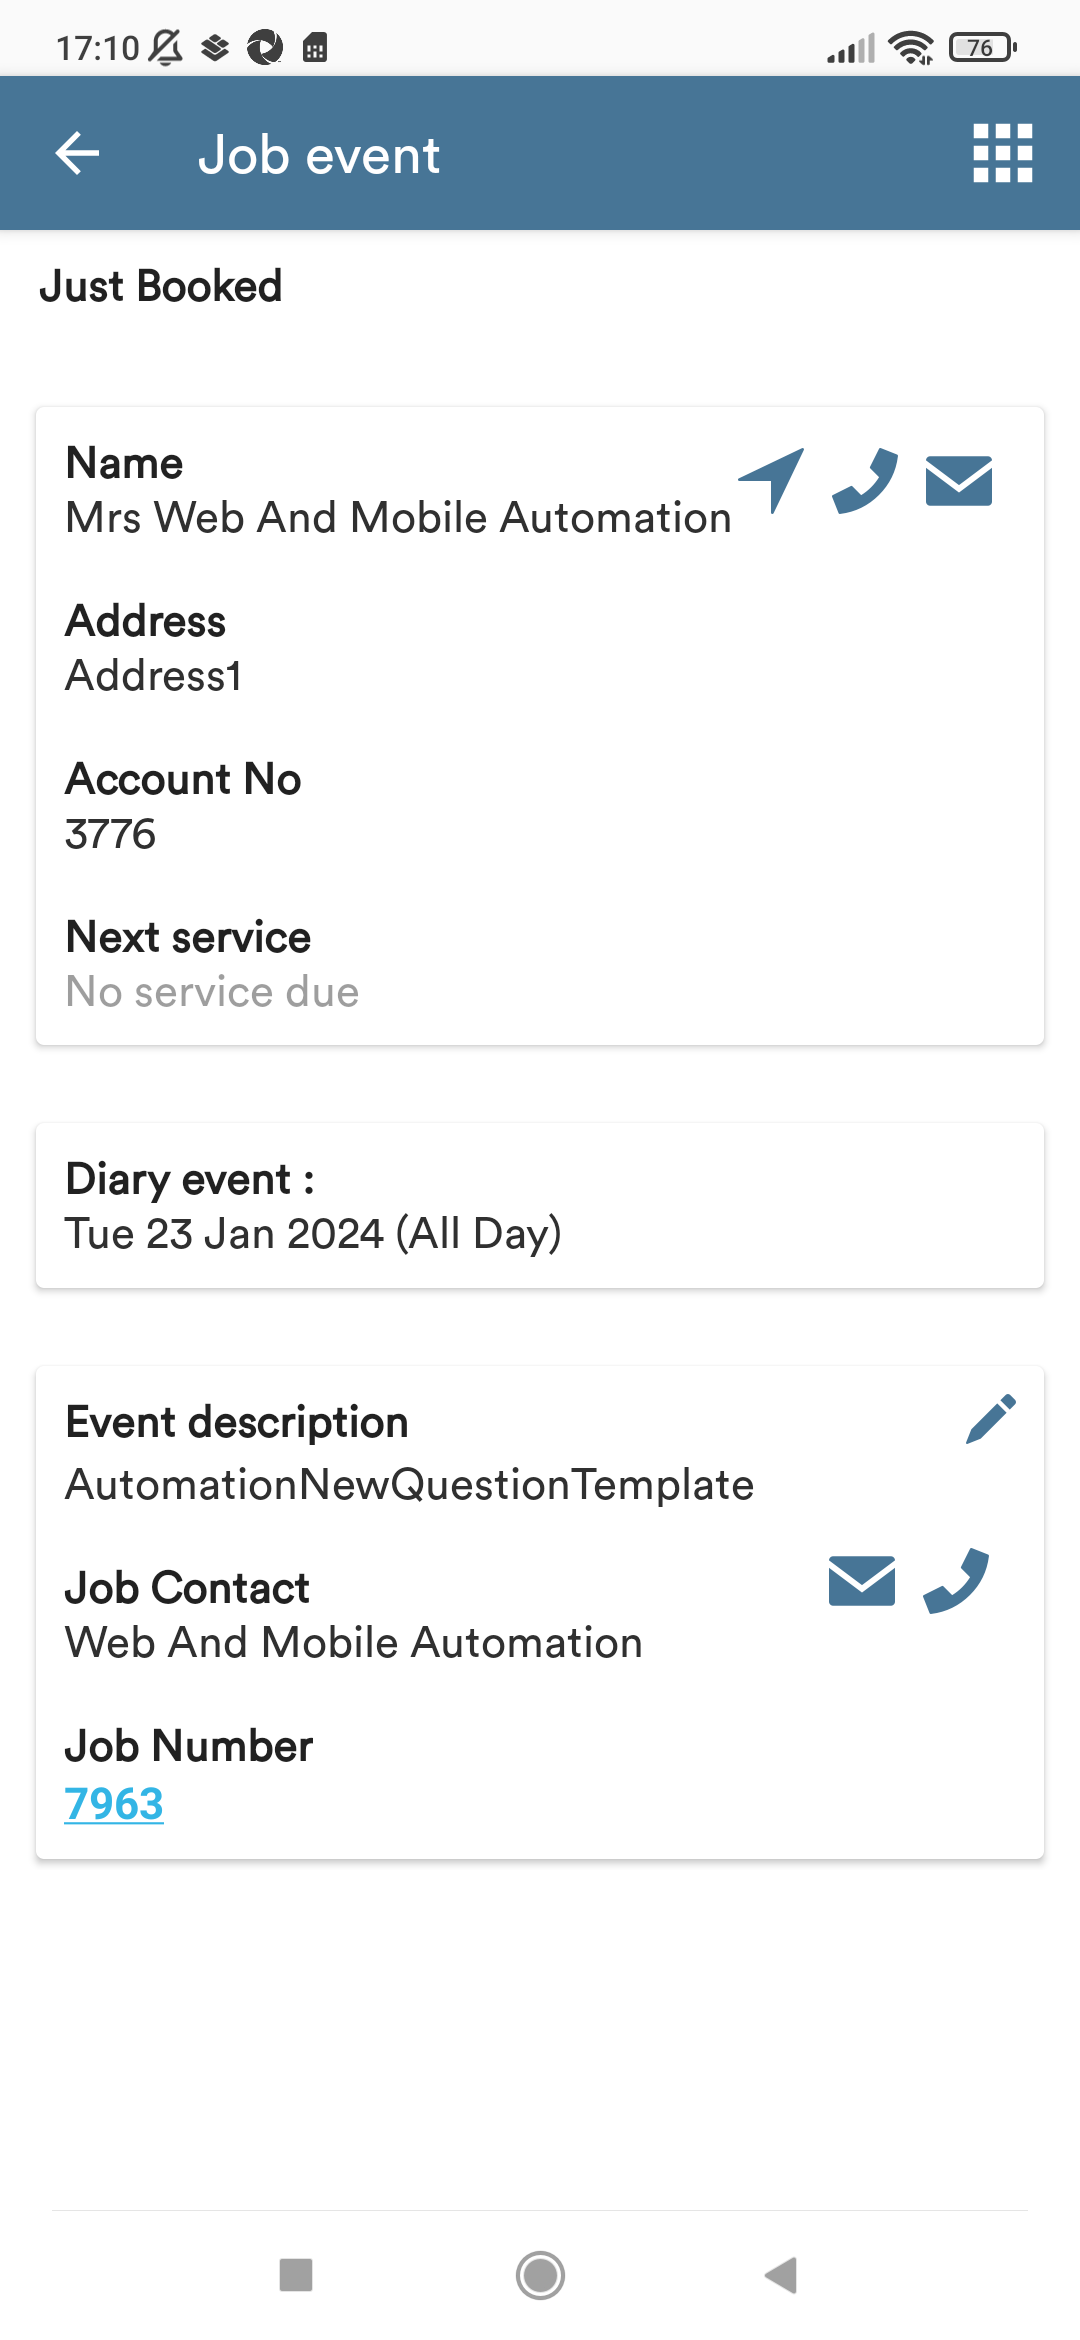 17:10
76
Job event
Just Booked
Name
Mrs Web And Mobile Automation
Address
Address1
Account No
3776
Next service
No service due
Diary event :
Tue 23 Jan 2024 (All Day)
Event description
AutomationNewQuestionTemplate
Job Contact
Web And Mobile Automation
Job Number
7963